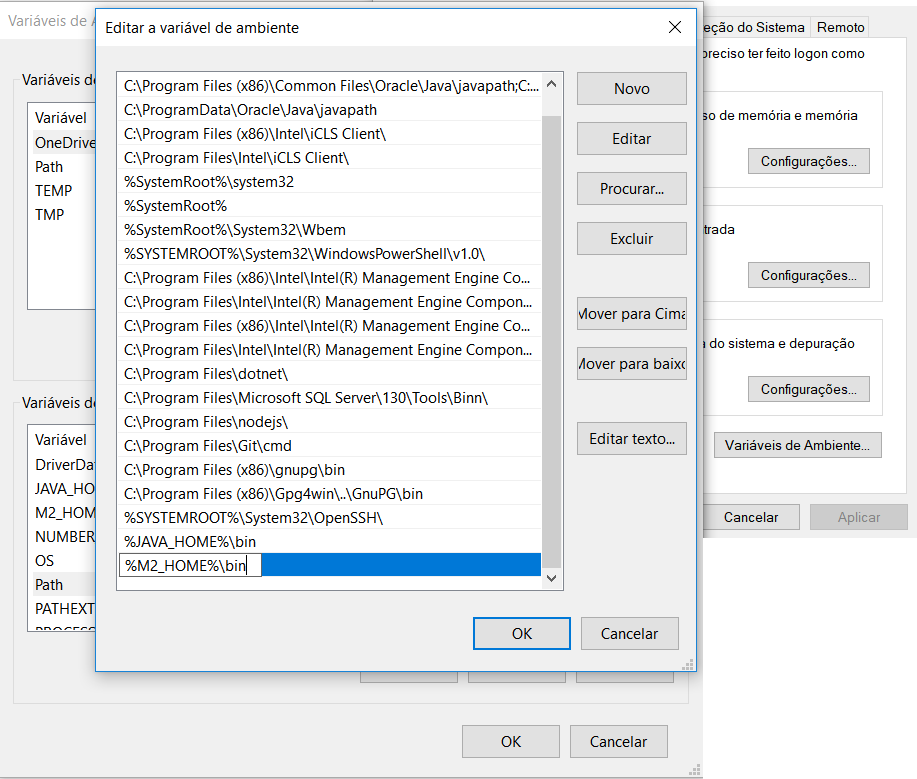 Variáveis de
Editar a variável de ambiente
eção do Sistema
Remoto
Variáveis de
Variável
OneDrive
Path
TEMP
TMP
C:\Program Files (x86)\Common Files\Oracle\Java\javapath;C:...
C:\ProgramData\Oracle\Java\javapath
C:\Program Files (x86)\Intel\iCLS Client\
C:\Program Files\Intel\iCLS Client\
%SystemRoot%\system32
%SystemRoot%
%SystemRoot%\System32\Wbem
%SYSTEMROOT%\System32\WindowsPowerShell\v1.0\
C:\Program Files (x86)\Intel\Intel(R) Management Engine Co...
C:\Program Files\Intel\Intel(R) Management Engine Compon...
C:\Program Files (x86)\Intel\Intel(R) Management Engine Co...
C:\Program Files\Intel\Intel(R) Management Engine Compon...
C:\Program Files\dotnet\
C:\Program Files\Microsoft SQL Server\130\Tools\Binn\
C:\Program Files\nodejs\
C:\Program Files\Git\cmd
C:\Program Files (x86)\gnupg\bin
C:\Program Files (x86)\Gpg4win\..\GnuPG\bin
%SYSTEMROOT%\System32\OpenSSH\
%JAVA_HOME%\bin
%M2_HOME%\bin
Novo
Editar
Procurar...
Excluir
Mover para Cima
Mover para baixo
Editar texto...
OK
Cancelar
preciso ter feito logon como
so de memória e memória
Configurações...
trada
Configurações...
a do sistema e depuração
Configurações...
Variáveis de Ambiente...
Cancelar
Aplicar
Variáveis de
Variável
DriverDat
JAVA_HO
M2_HOM
NUMBER
OS
Path
PATHEXT
PROCESS
OK
Cancelar